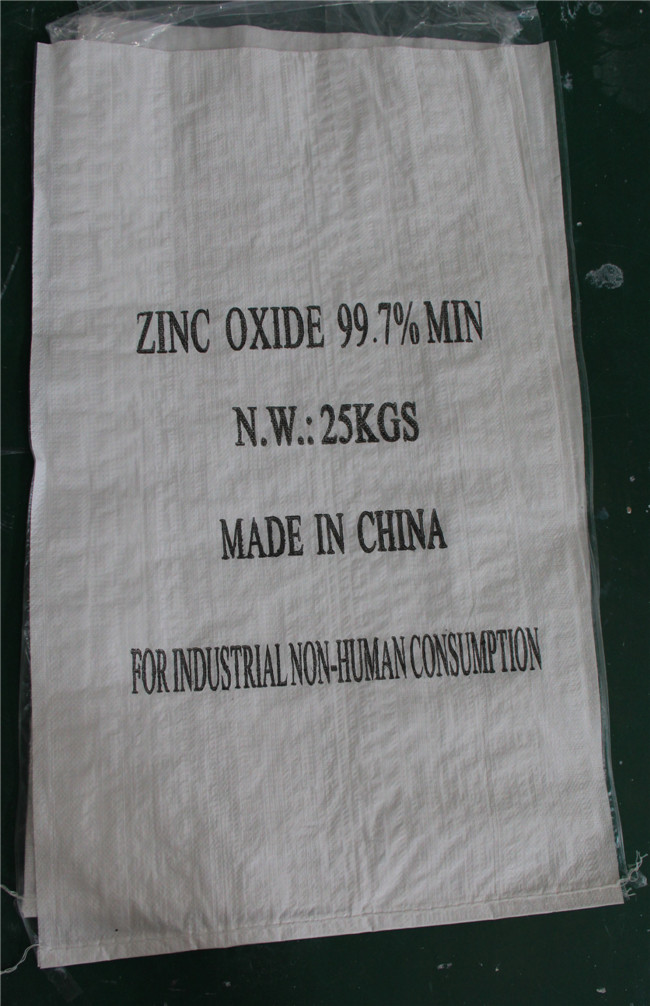 ZINC OXIDE 99.7% MIN
N.W.: 25KGS
MADE IN CHINA
FOR INDUSTRIAL NON-HUMAN CONSUMPTION